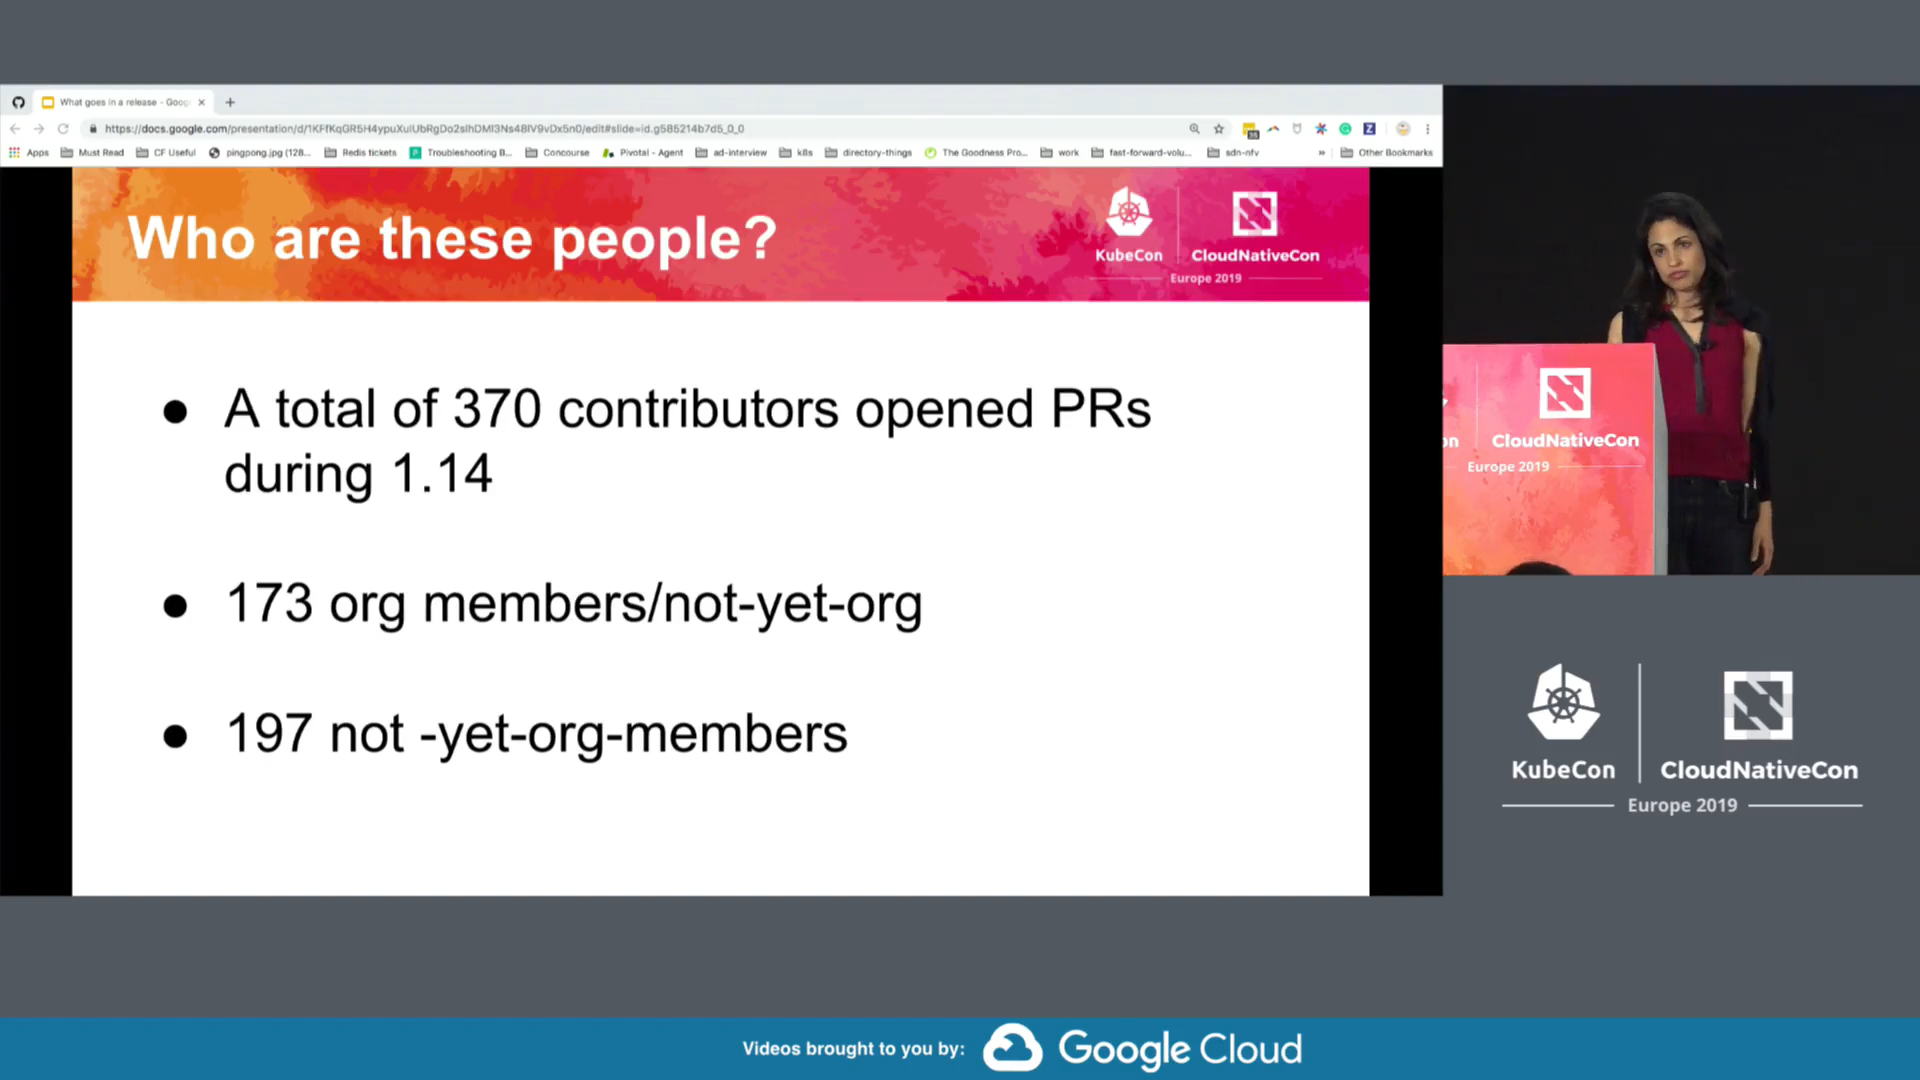 What goes in a release - Goog
https://docs.google.com/presentation/d/1KFfKqGR5H4ypuXulUbRgDo2slhDMI3Ns48IV9vDx5n0/edit#slide=id.g585214b7d5_0_0
Apps Must Read CF Useful pingpong.jpg (128... Redis tickets Troubleshooting B... Concourse Pivotal - Agent ad-interview k8s directory-things The Goodness Pro... work fast-forward-volu... sdn-nfv » Other Bookmarks
Who are these people?
KubeCon CloudNativeCon
Europe 2019
● A total of 370 contributors opened PRs
during 1.14
● 173 org members/not-yet-org
● 197 not -yet-org-members
on CloudNativeCon
Europe 2019
KubeCon CloudNativeCon
Europe 2019
Videos brought to you by: Google Cloud